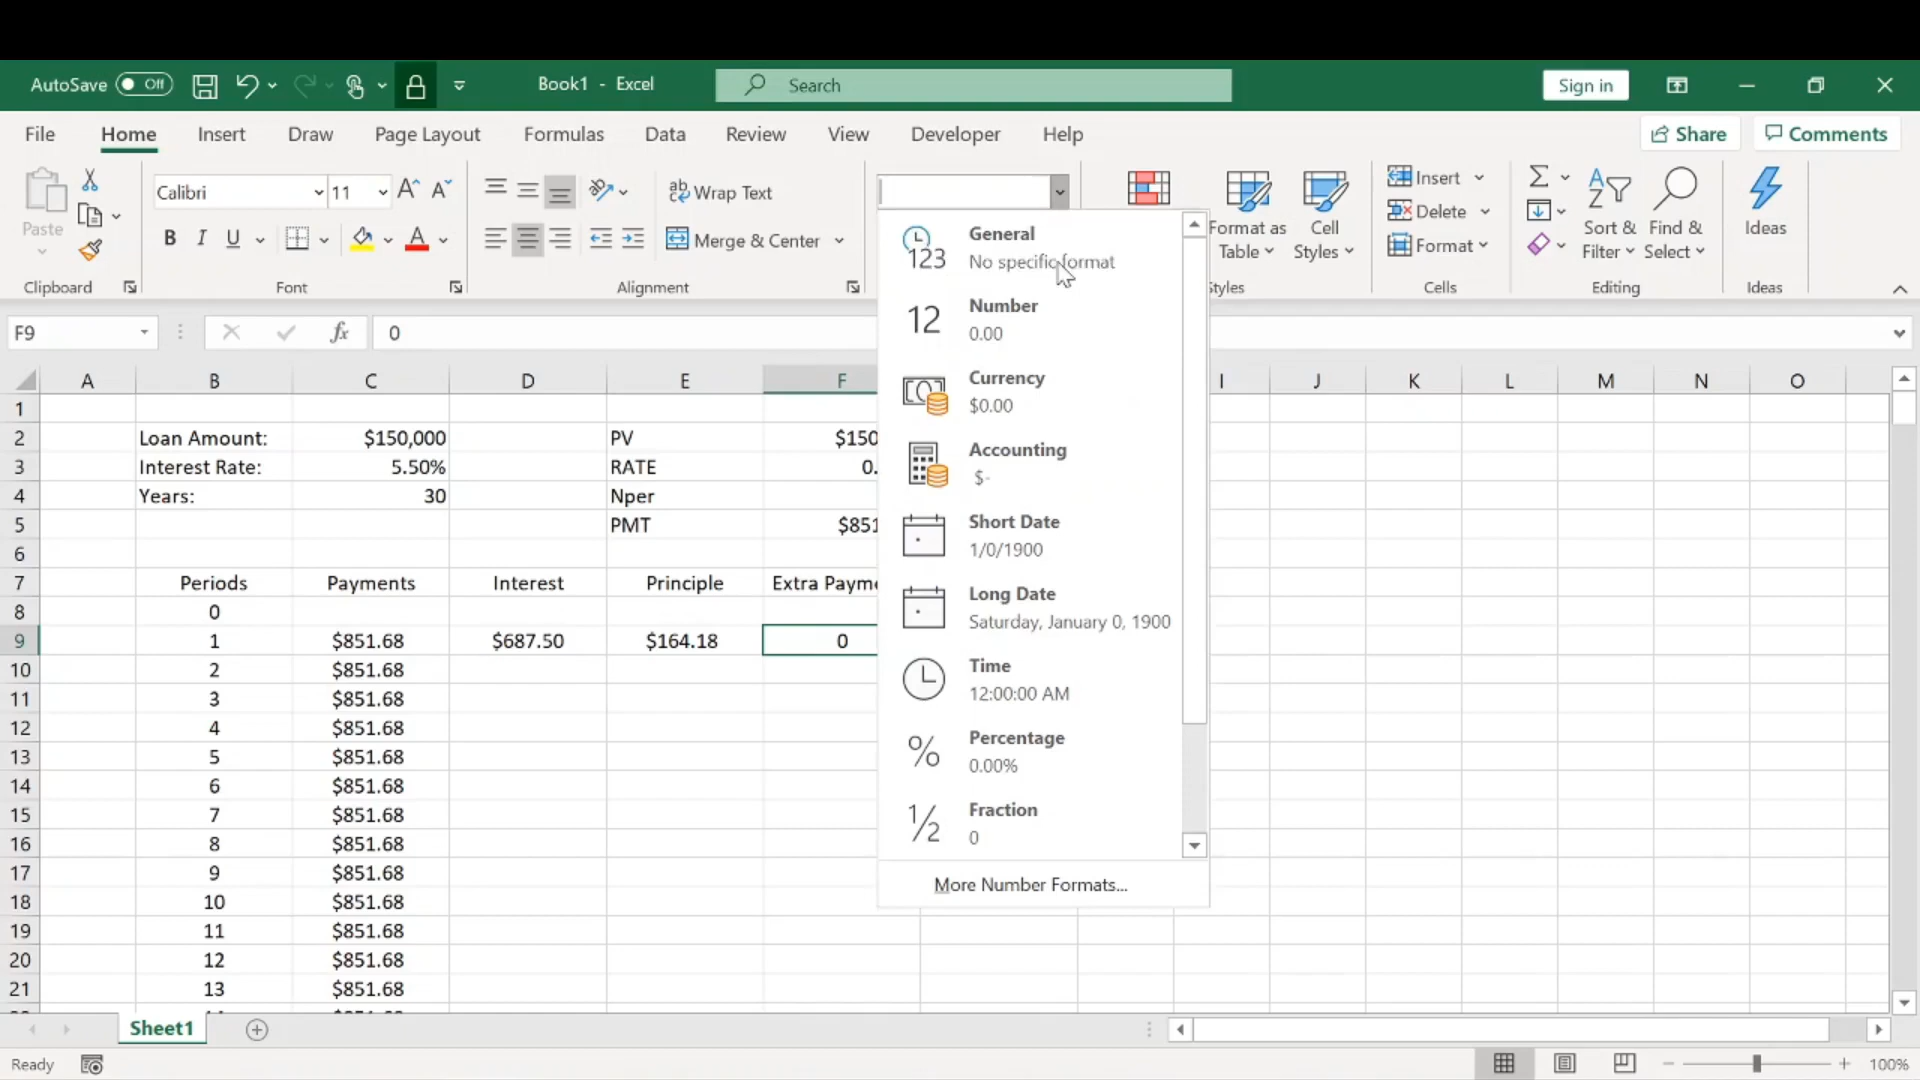 AutoSave Off Book1 - Excel Search Sign in
File Home Insert Draw Page Layout Formulas Data Review View Developer Help Share Comments
Paste Calibri 11 Wrap Text Insert
B I U Merge & Center Format as Table Cell Styles Delete Format Sort & Filter Find & Select Ideas
Clipboard Font Alignment Styles Cells Editing Ideas
F9 fx 0
General
No specific format
Number
0.00
Currency
$0.00
Accounting
$-
Short Date
1/0/1900
Long Date
Saturday, January 0, 1900
Time
12:00:00 AM
Percentage
0.00%
Fraction
0
More Number Formats...
A B C D E F I J K L M N O
1
2 Loan Amount: $150,000 PV $150
3 Interest Rate: 5.50% RATE 0.
4 Years: 30 Nper
5 PMT $851
6
7 Periods Payments Interest Principle Extra Payme
8 0
9 1 $851.68 $687.50 $164.18 0
10 2 $851.68
11 3 $851.68
12 4 $851.68
13 5 $851.68
14 6 $851.68
15 7 $851.68
16 8 $851.68
17 9 $851.68
18 10 $851.68
19 11 $851.68
20 12 $851.68
21 13 $851.68
Sheet1
Ready 100%